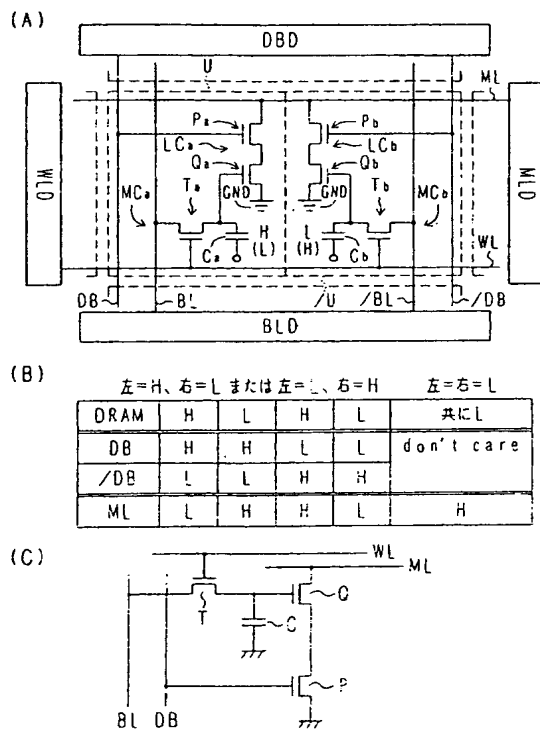 (A)
DBD
U
ML
Pa
Pb
LCa
LCb
Qa
Qb
WLD
MLD
MCa
Ta
GND
GND
Tb
MCb
H
(L)
L
(H)
Ca
Cb
WL
DB
BL
/U
/BL
/DB
BLD
(B)
左=H、右=L または 左=L、右=H
左=右=L
DRAM H L H L 共にL
DB H H L L don't care
/DB L L H H
ML L H H L H
(C)
WL
ML
T
Q
C
P
BL
DB